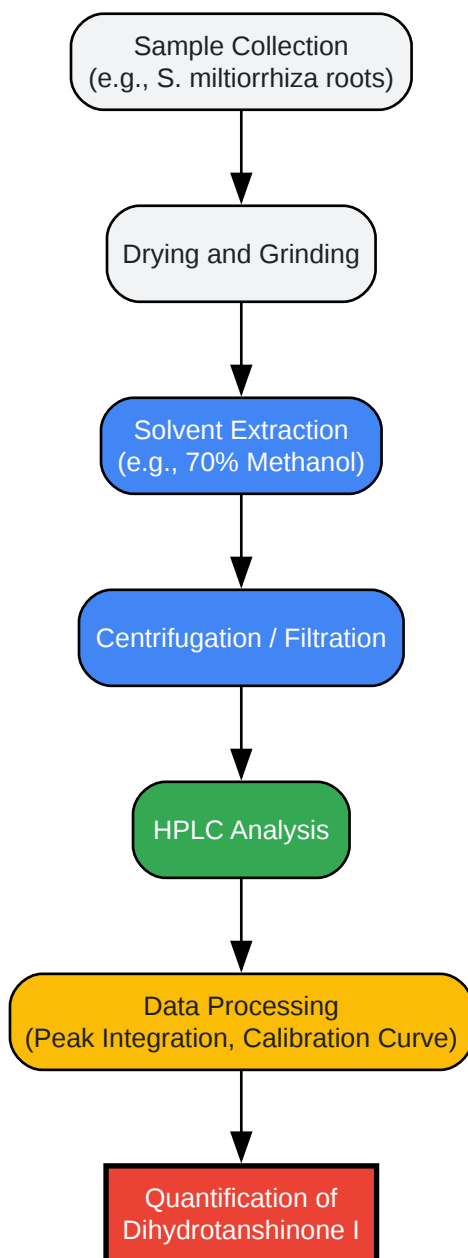 Sample Collection
(e.g., S. miltiorrhiza roots)
Drying and Grinding
Solvent Extraction
(e.g., 70% Methanol)
Centrifugation / Filtration
HPLC Analysis
Data Processing
(Peak Integration, Calibration Curve)
Quantification of
Dihydrotanshinone I